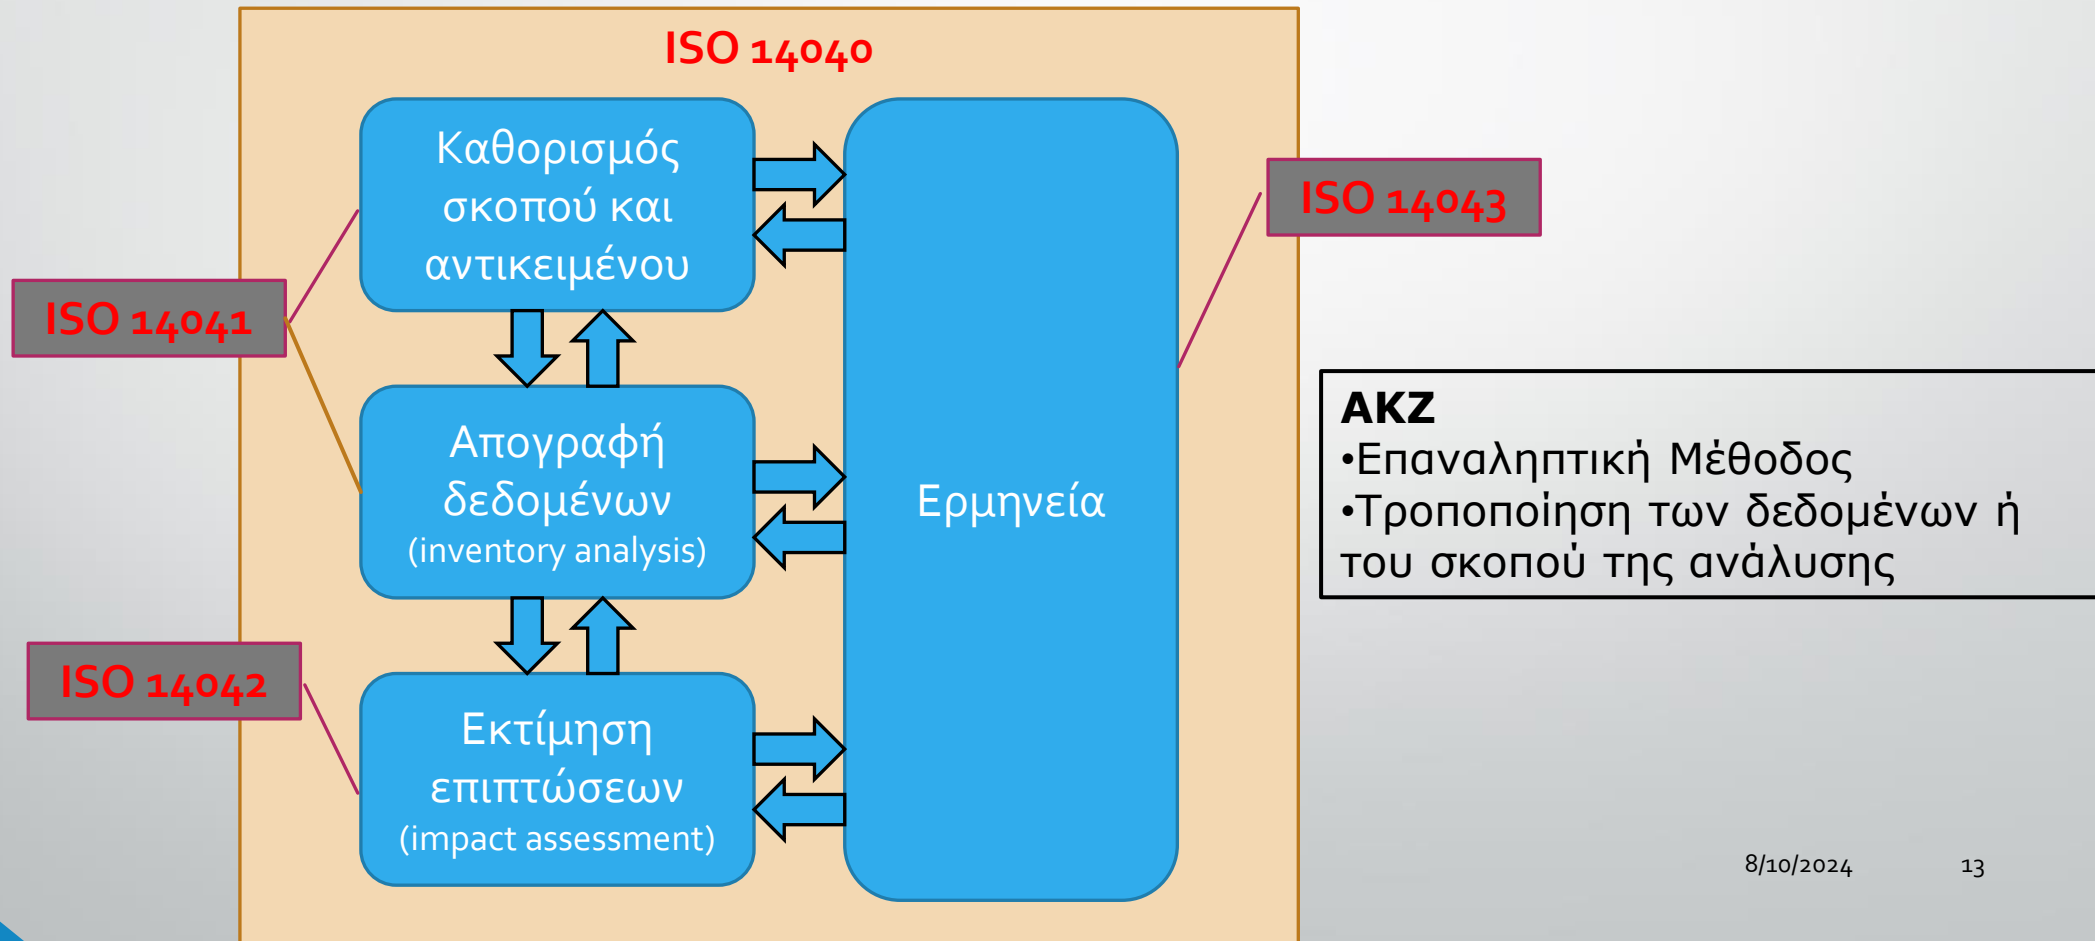 ISO 14040
Καθορισμός
σκοπού και
αντικειμένου
ISO 14041
Απογραφή
δεδομένων
(inventory analysis)
ISO 14042
Εκτίμηση
επιπτώσεων
(impact assessment)
Ερμηνεία
ISO 14043
ΑΚΖ
•Επαναληπτική Μέθοδος
•Τροποποίηση των δεδομένων ή
του σκοπού της ανάλυσης
8/10/2024
13